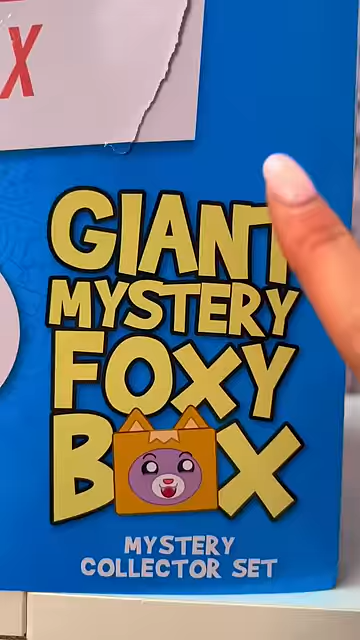 X
GIANT
MYSTERY
FOXY
BOX
MYSTERY
COLLECTOR SET